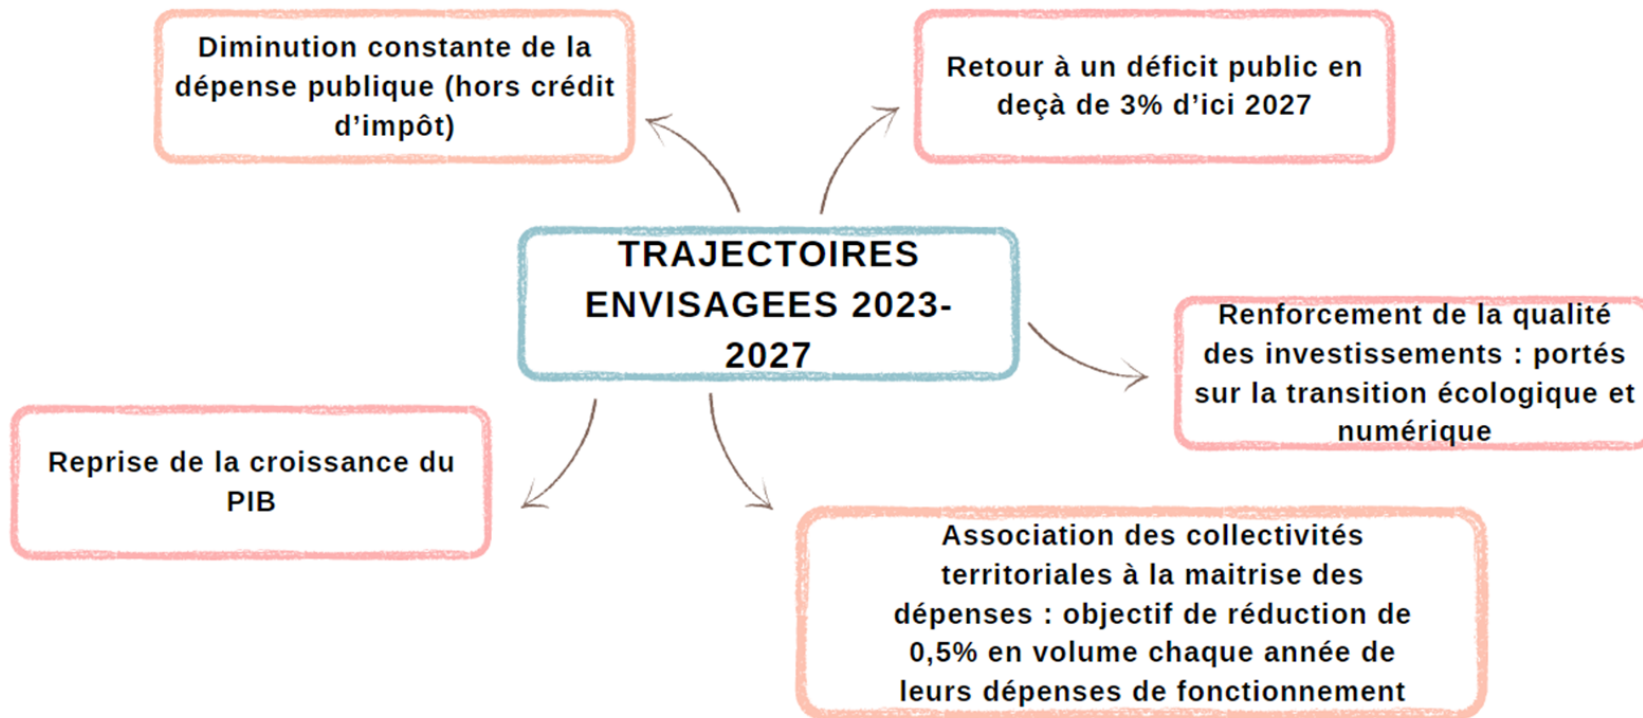 Diminution constante de la
dépense publique (hors crédit
d’impôt)
Retour à un déficit public en
deçà de 3% d’ici 2027
TRAJECTOIRES
ENVISAGEES 2023-
2027
Renforcement de la qualité
des investissements : portés
sur la transition écologique et
numérique
Reprise de la croissance du
PIB
Association des collectivités
territoriales à la maitrise des
dépenses : objectif de réduction de
0,5% en volume chaque année de
leurs dépenses de fonctionnement